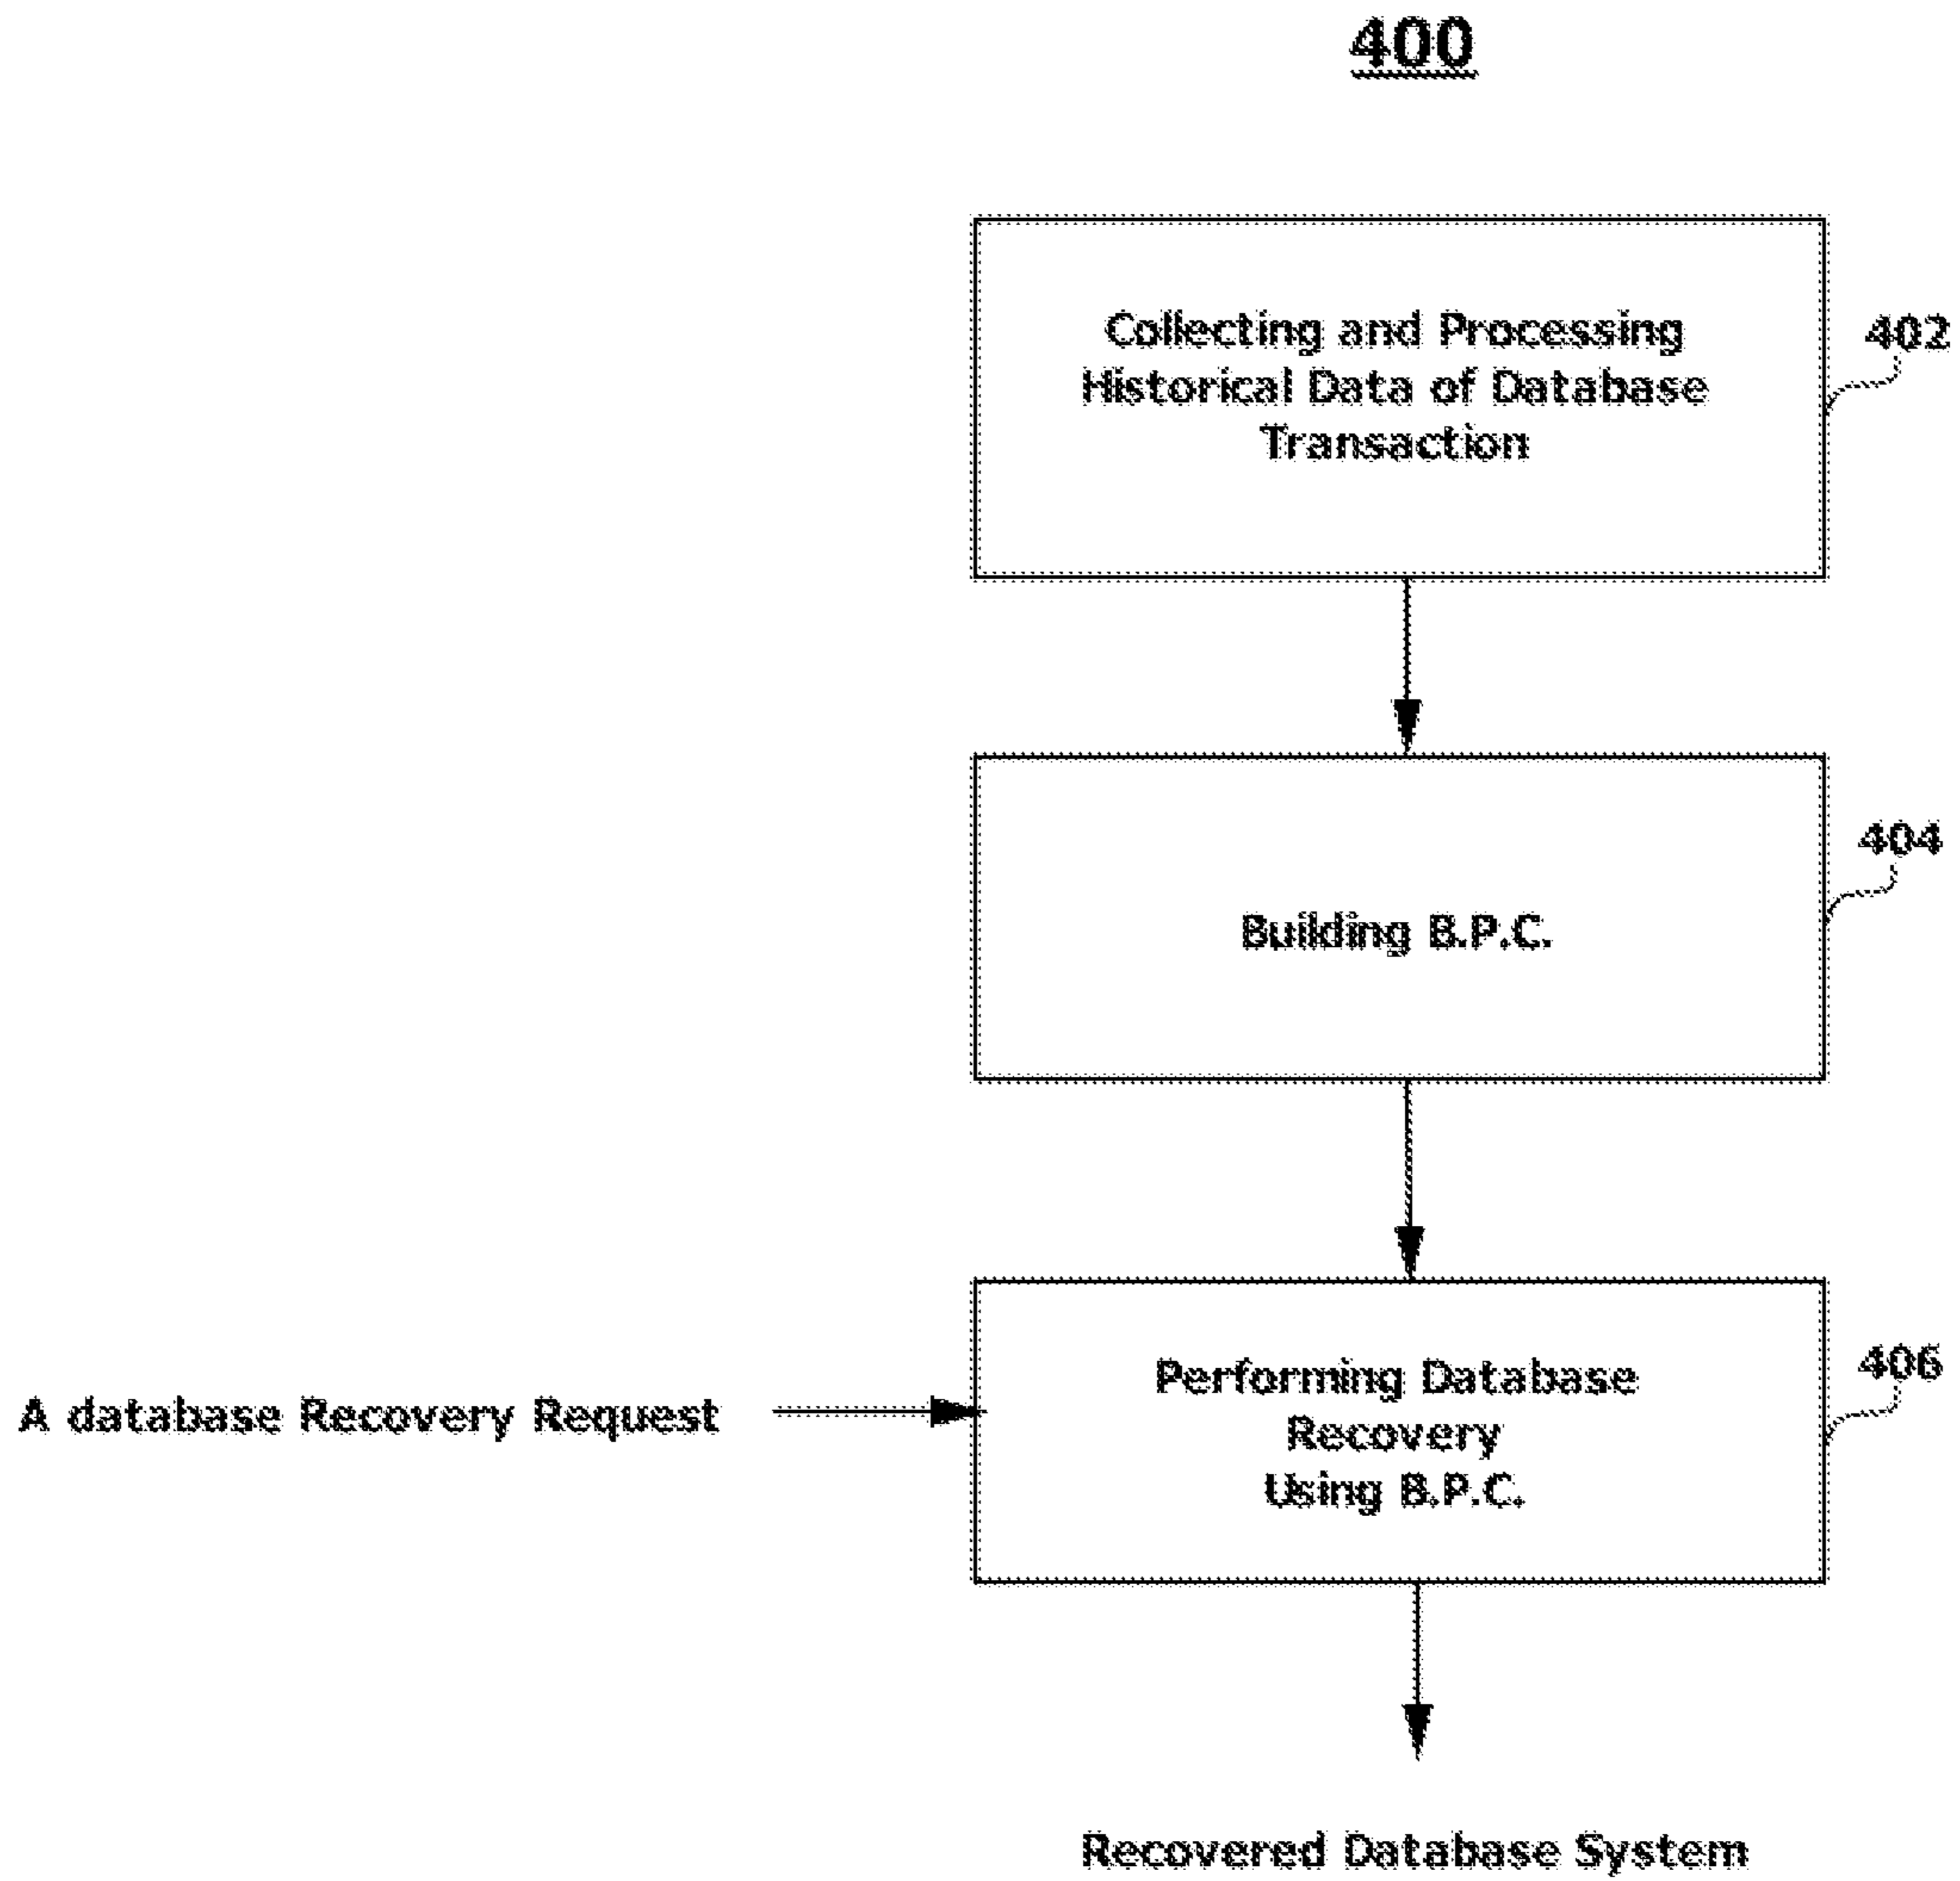 400
Collecting and Processing
Historical Data of Database
Transaction
402
Building B.P.C.
404
A database Recovery Request
Performing Database
Recovery
Using B.P.C.
406
Recovered Database System